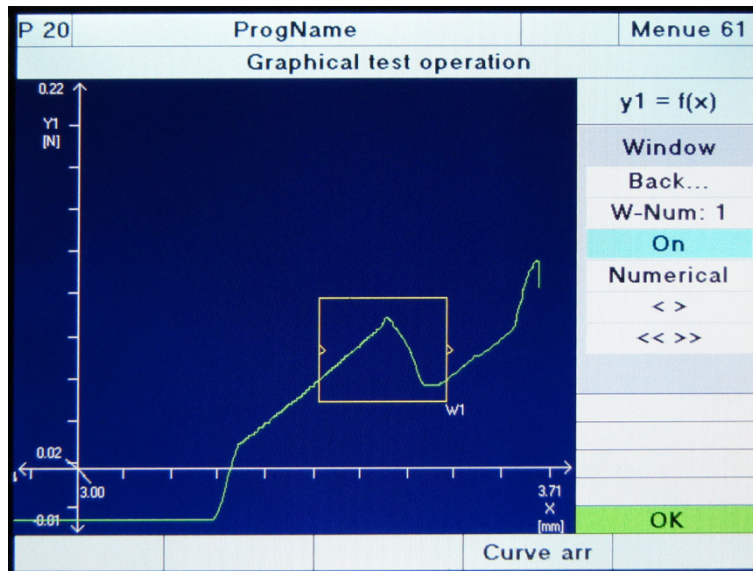 P 20 ProgName Menue 61
Graphical test operation
0.22
Y1
[N]
0.02
-0.01
3.00
3.71
X
[mm]
W1
y1 = f(x)
Window
Back...
W-Num: 1
On
Numerical
< >
<< >>
OK
Curve arr